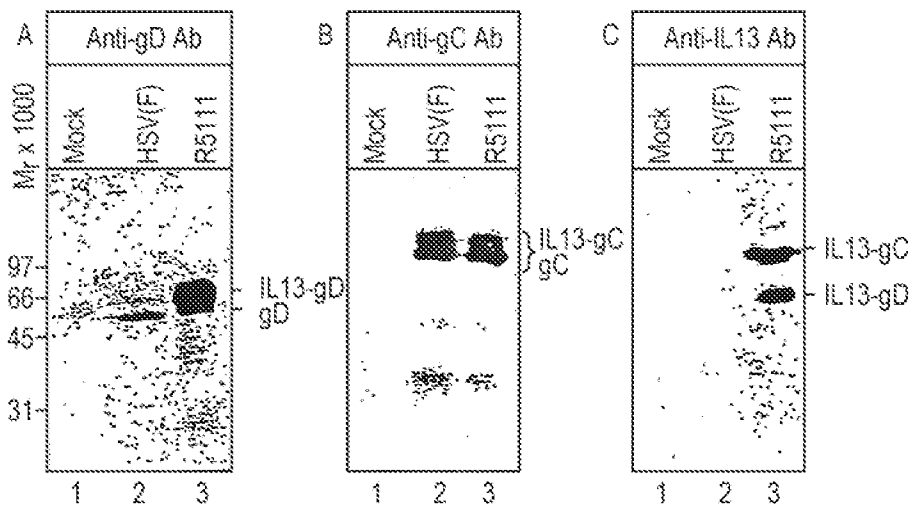 A
Anti-gD Ab
Mr x 1000
Mock
HSV(F)
R5111
97
66
45
31
IL13-gD
gD
1 2 3
B
Anti-gC Ab
Mock
HSV(F)
R5111
IL13-gC
gC
1 2 3
C
Anti-IL13 Ab
Mock
HSV(F)
R5111
IL13-gC
IL13-gD
1 2 3